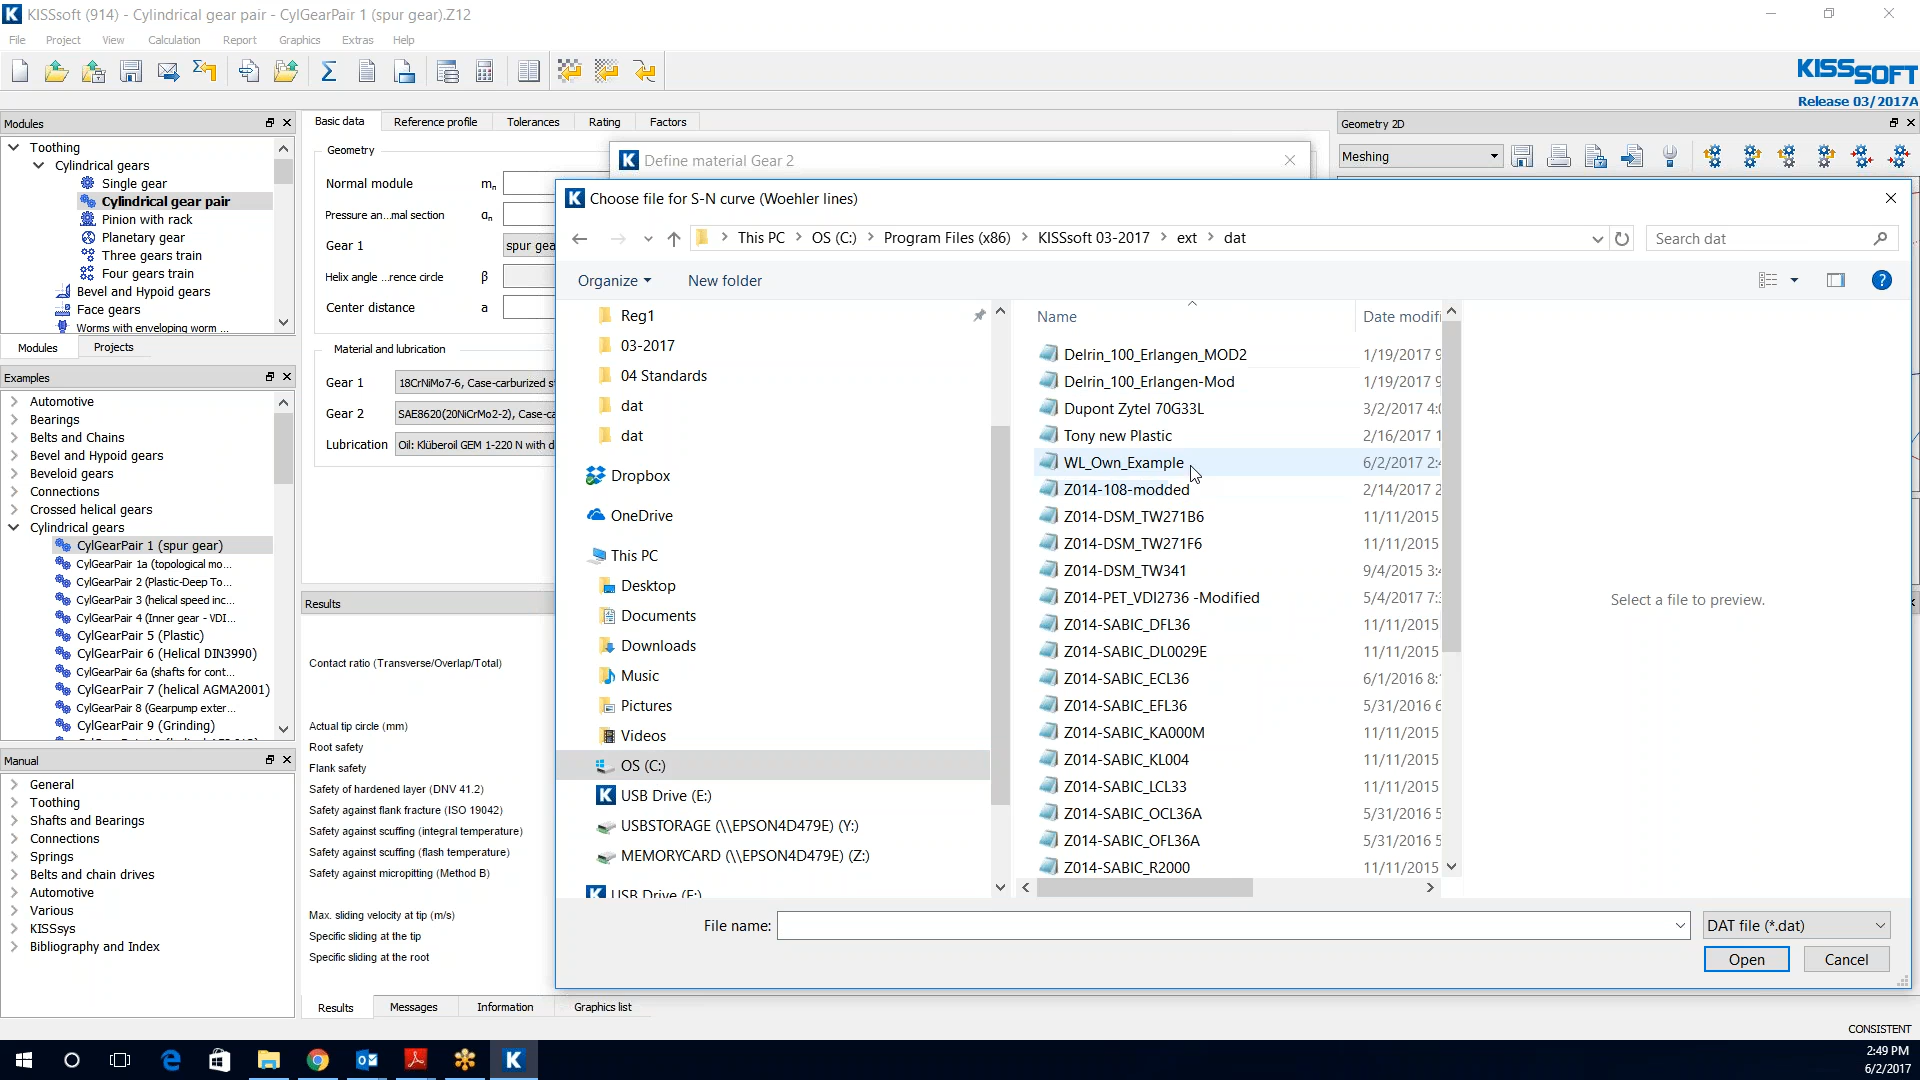 KISSsoft (914) - Cylindrical gear pair - CylGearPair 1 (spur gear).Z12
File Project View Calculation Report Graphics Extras Help
KISSSOFT
Release 03/2017A
Modules
Toothing
Cylindrical gears
Single gear
Cylindrical gear pair
Pinion with rack
Planetary gear
Three gears train
Four gears train
Bevel and Hypoid gears
Face gears
Worms with enveloping worm ...
Modules Projects
Examples
Automotive
Bearings
Belts and Chains
Bevel and Hypoid gears
Beveloid gears
Connections
Crossed helical gears
Cylindrical gears
CylGearPair 1 (spur gear)
CylGearPair 1a (topological mo...
CylGearPair 2 (Plastic-Deep To...
CylGearPair 3 (helical speed inc...
CylGearPair 4 (Inner gear - VDI...
CylGearPair 5 (Plastic)
CylGearPair 6 (Helical DIN3990)
CylGearPair 6a (shafts for cont...
CylGearPair 7 (helical AGMA2001)
CylGearPair 8 (Gearpump exter...
CylGearPair 9 (Grinding)
Manual
General
Toothing
Shafts and Bearings
Connections
Springs
Belts and chain drives
Automotive
Various
KISSsys
Bibliography and Index
Basic data Reference profile Tolerances Rating Factors
Geometry
Normal module mn
Pressure an...mal section αn
Gear 1 spur gea
Helix angle ...rence circle β
Center distance a
Material and lubrication
Gear 1 18CrNiMo7-6, Case-carburized s
Gear 2 SAE8620(20NiCrMo2-2), Case-ca
Lubrication Oil: Klüberoil GEM 1-220 N with d
Results
Contact ratio (Transverse/Overlap/Total)
Actual tip circle (mm)
Root safety
Flank safety
Safety of hardened layer (DNV 41.2)
Safety against flank fracture (ISO 19042)
Safety against scuffing (integral temperature)
Safety against scuffing (flash temperature)
Safety against micropitting (Method B)
Max. sliding velocity at tip (m/s)
Specific sliding at the tip
Specific sliding at the root
Results Messages Information Graphics list
Geometry 2D
Meshing
Define material Gear 2
Choose file for S-N curve (Woehler lines)
This PC OS (C:) Program Files (x86) KISSsoft 03-2017 ext dat
Search dat
Organize New folder
Reg1
03-2017
04 Standards
dat
dat
Dropbox
OneDrive
This PC
Desktop
Documents
Downloads
Music
Pictures
Videos
OS (C:)
USB Drive (E:)
USBSTORAGE (\\EPSON4D479E) (Y:)
MEMORYCARD (\\EPSON4D479E) (Z:)
USB Drive (E:)
Name Date modifi
Delrin_100_Erlangen_MOD2 1/19/2017 9
Delrin_100_Erlangen-Mod 1/19/2017 9
Dupont Zytel 70G33L 3/2/2017 4:
Tony new Plastic 2/16/2017 1
WL_Own_Example 6/2/2017 2:
Z014-108-modded 2/14/2017 2
Z014-DSM_TW271B6 11/11/2015
Z014-DSM_TW271F6 11/11/2015
Z014-DSM_TW341 9/4/2015 3:
Z014-PET_VDI2736 -Modified 5/4/2017 7:
Z014-SABIC_DFL36 11/11/2015
Z014-SABIC_DL0029E 11/11/2015
Z014-SABIC_ECL36 6/1/2016 8:
Z014-SABIC_EFL36 5/31/2016 6
Z014-SABIC_KA000M 11/11/2015
Z014-SABIC_KL004 11/11/2015
Z014-SABIC_LCL33 11/11/2015
Z014-SABIC_OCL36A 5/31/2016 5
Z014-SABIC_OFL36A 5/31/2016 5
Z014-SABIC_R2000 11/11/2015
Select a file to preview.
File name:
DAT file (*.dat)
Open Cancel
CONSISTENT
2:49 PM
6/2/2017